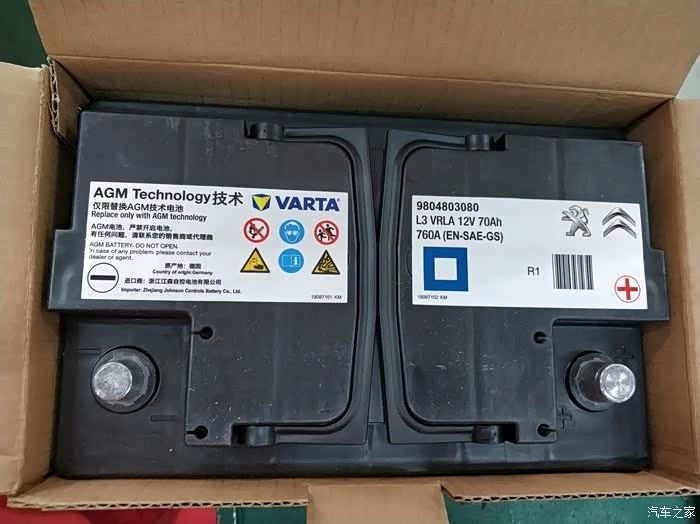 AGM Technology技术
仅限替换AGM技术电池
Replace only with AGM technology
AGM电池，严禁开启电池，
有任何问题，请联系您的销售商或代理商
AGM BATTERY. DO NOT OPEN.
In case of any problem, please contact your
dealer or agent.
原产地：德国
Country of origin:Germany
进口商：浙江江森自控电池有限公司
Importer: Zhejiang Johnson Controls Battery Co., Ltd.
VARTA
18087101 KM
9804803080
L3 VRLA 12V 70Ah
760A (EN-SAE-GS)
R1
18087102 KM
汽车之家